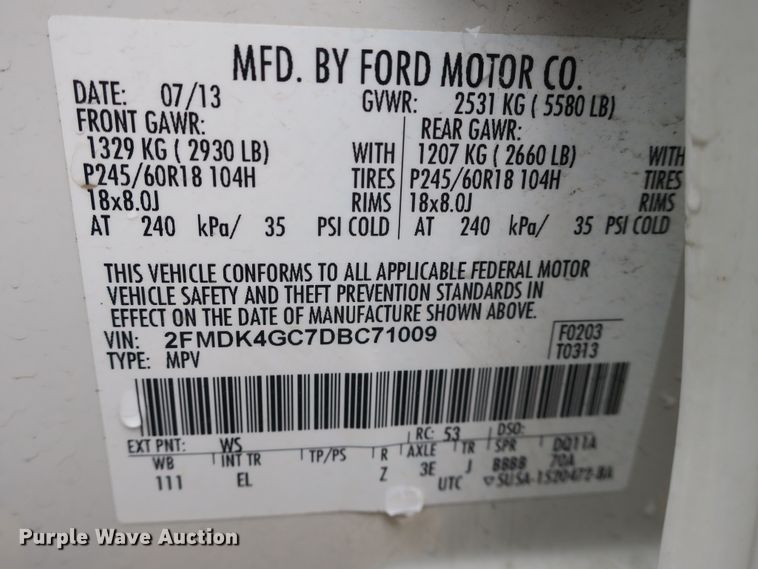 MFD. BY FORD MOTOR CO.
DATE: 07/13 GVWR: 2531 KG ( 5580 LB)
FRONT GAWR: REAR GAWR:
1329 KG ( 2930 LB) WITH 1207 KG ( 2660 LB) WITH
P245/60R18 104H TIRES P245/60R18 104H TIRES
18x8.0J RIMS 18x8.0J RIMS
AT 240 kPa/ 35 PSI COLD AT 240 kPa/ 35 PSI COLD
THIS VEHICLE CONFORMS TO ALL APPLICABLE FEDERAL MOTOR
VEHICLE SAFETY AND THEFT PREVENTION STANDARDS IN
EFFECT ON THE DATE OF MANUFACTURE SHOWN ABOVE.
VIN: 2FMDK4GC7DBC71009 F0203
TYPE: MPV T0313
EXT PNT: WS RC: 53 DSO:
WB INT TR TP/PS R AXLE TR SPR DQ11A
111 EL Z 3E J BBBB 70A
UTC
Purple Wave Auction